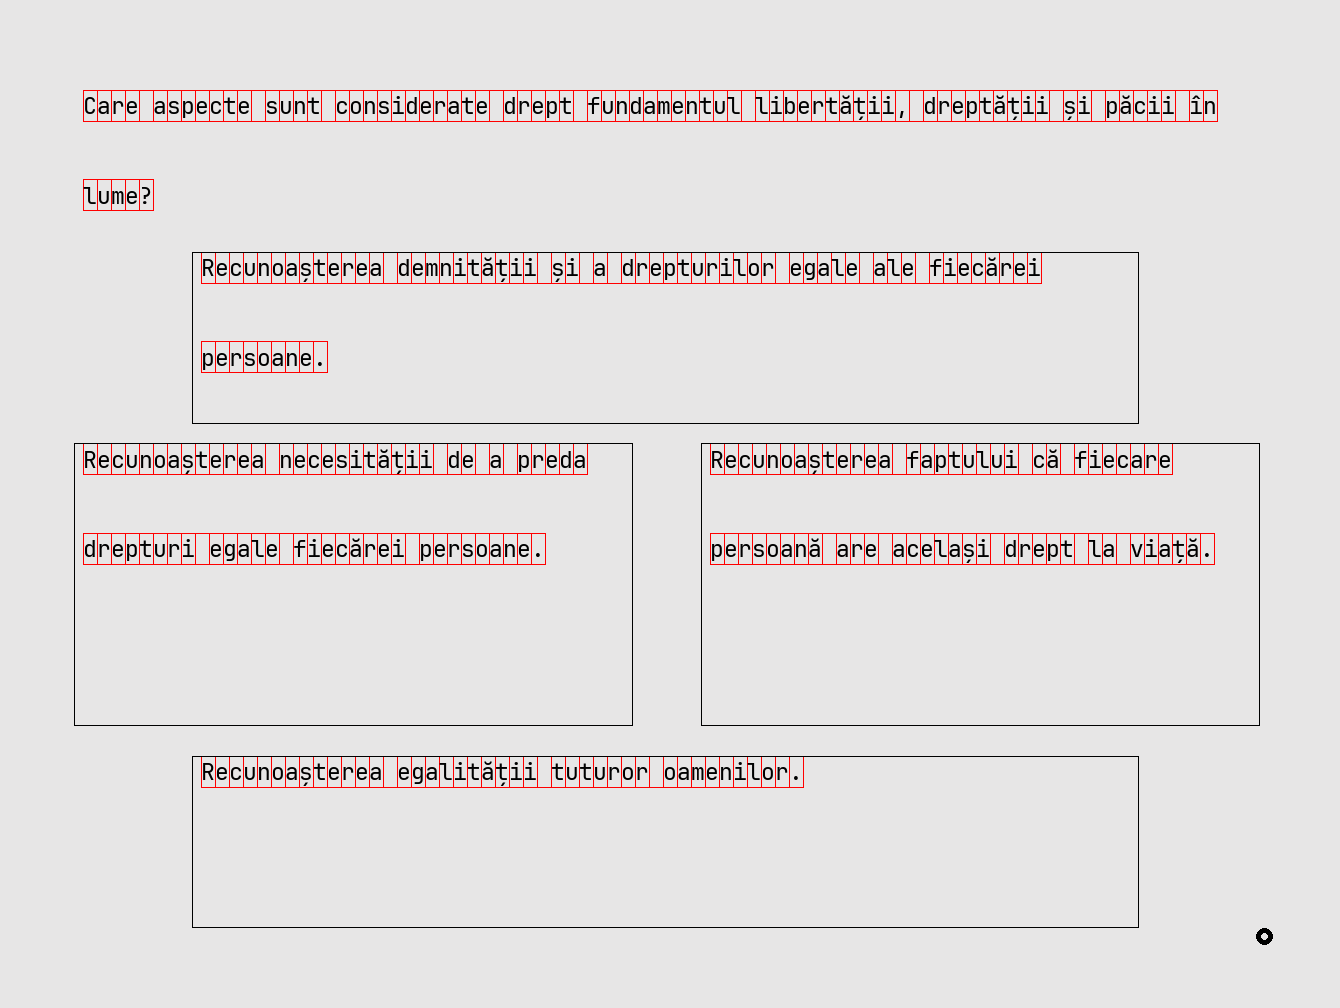 Care aspecte sunt considerate drept fundamentul libertății, dreptății și păcii în
lume?
Recunoașterea demnității și a drepturilor egale ale fiecărei
persoane.
Recunoașterea necesității de a preda
drepturi egale fiecărei persoane.
Recunoașterea faptului că fiecare
persoană are același drept la viață.
Recunoașterea egalității tuturor oamenilor.